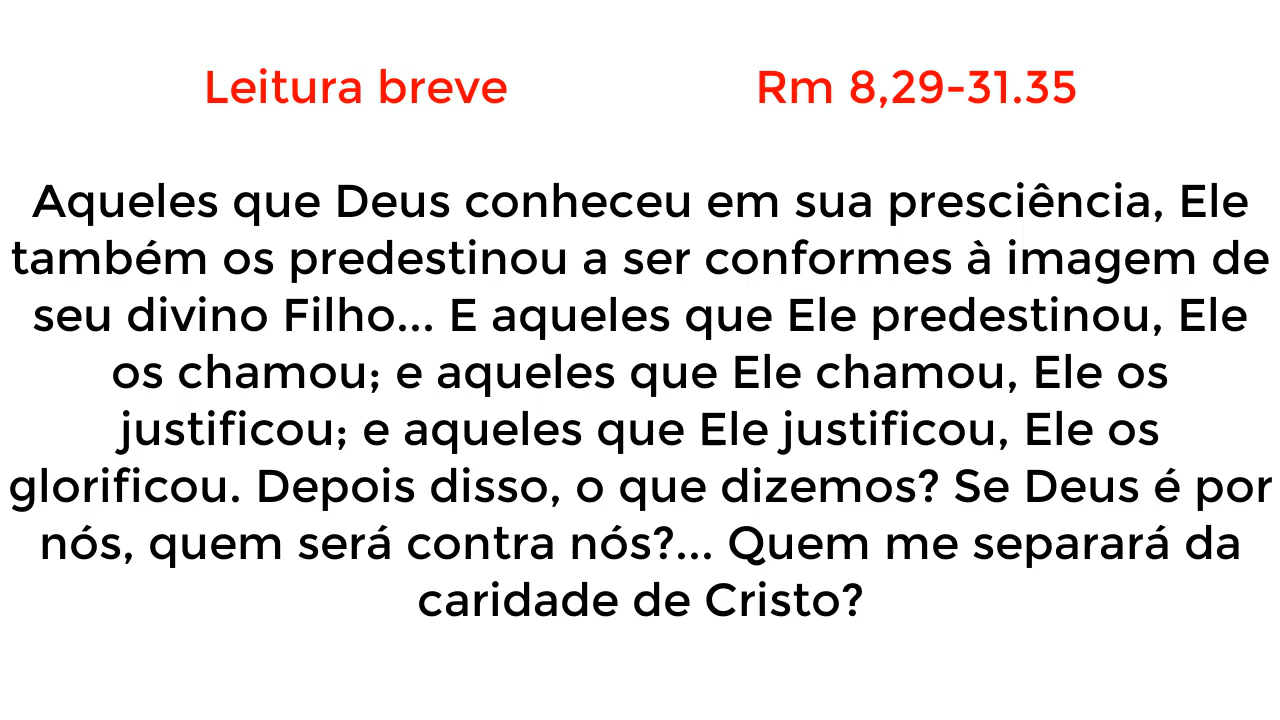 Leitura breve Rm 8,29-31.35
Aqueles que Deus conheceu em sua presciência, Ele
também os predestinou a ser conformes à imagem de
seu divino Filho... E aqueles que Ele predestinou, Ele
os chamou; e aqueles que Ele chamou, Ele os
justificou; e aqueles que Ele justificou, Ele os
glorificou. Depois disso, o que dizemos? Se Deus é por
nós, quem será contra nós?... Quem me separará da
caridade de Cristo?